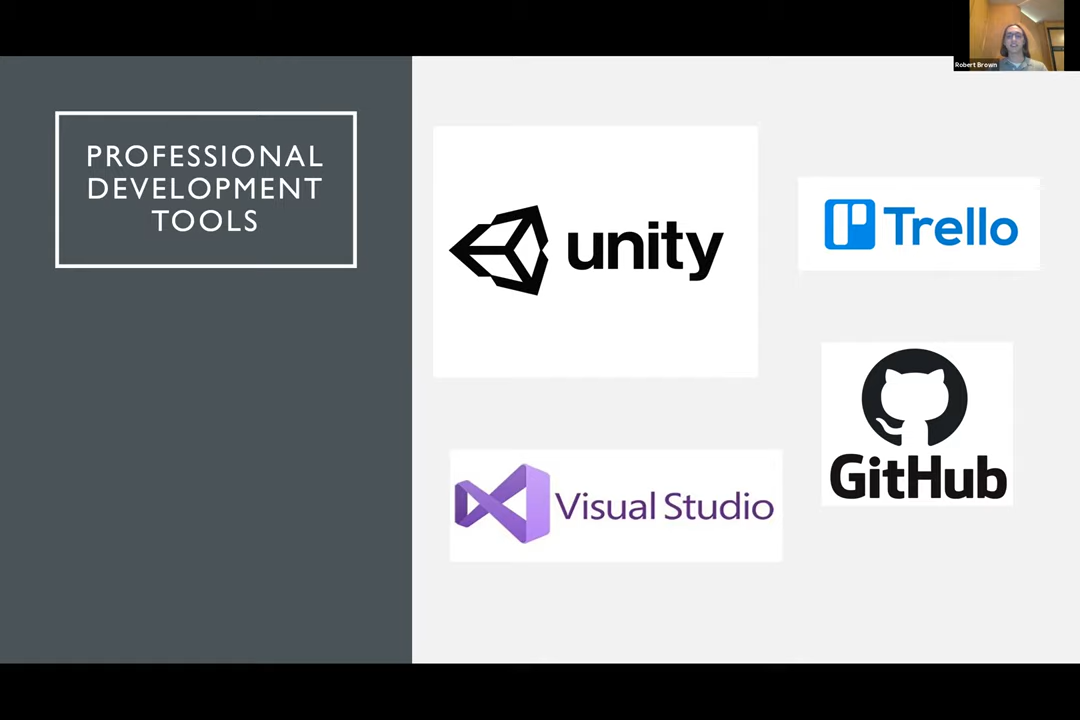 Robert Brown
PROFESSIONAL
DEVELOPMENT
TOOLS
unity
Trello
GitHub
Visual Studio